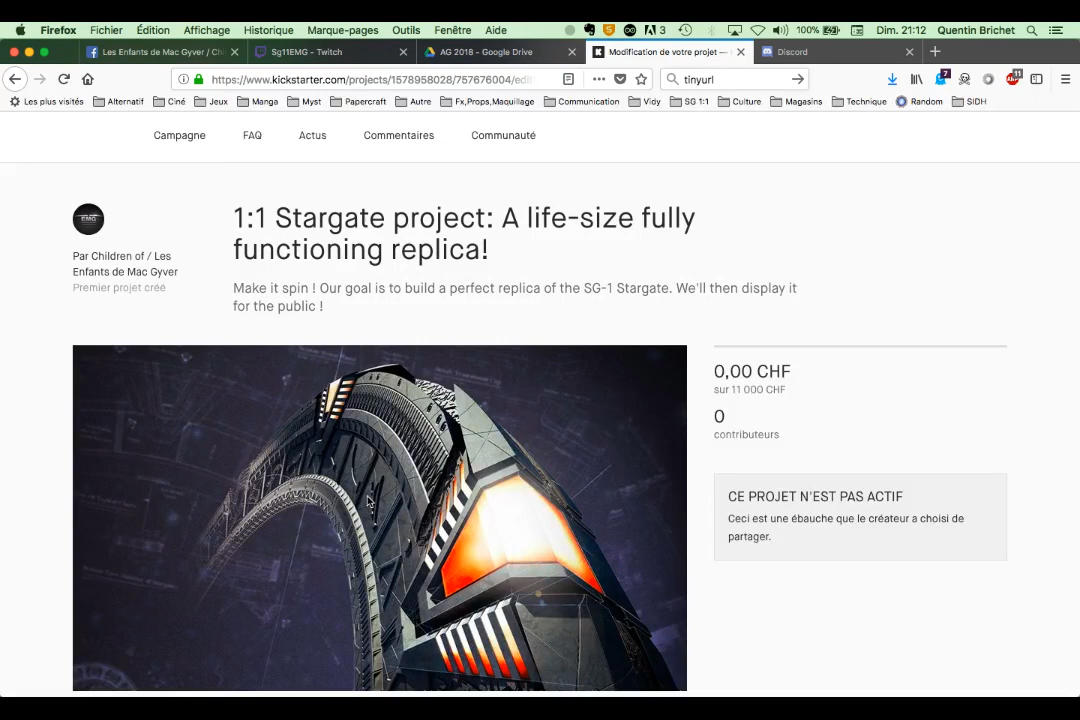 Firefox Fichier Édition Affichage Historique Marque-pages Outils Fenêtre Aide 3 100% Dim. 21:12 Quentin Brichet
Les Enfants de Mac Gyver / Chi Sg11EMG - Twitch AG 2018 - Google Drive Modification de votre projet — Discord
https://www.kickstarter.com/projects/1578958028/757676004/edi tinyurl 7 11
Les plus visités Alternatif Ciné Jeux Manga Myst Papercraft Autre Fx,Props,Maquillage Communication Vidy SG 1:1 Culture Magasins Technique Random SIDH
Campagne FAQ Actus Commentaires Communauté
EMG
Par Children of / Les
Enfants de Mac Gyver
Premier projet créé
1:1 Stargate project: A life-size fully
functioning replica!
Make it spin ! Our goal is to build a perfect replica of the SG-1 Stargate. We'll then display it
for the public !
0,00 CHF
sur 11 000 CHF
0
contributeurs
CE PROJET N'EST PAS ACTIF
Ceci est une ébauche que le créateur a choisi de
partager.